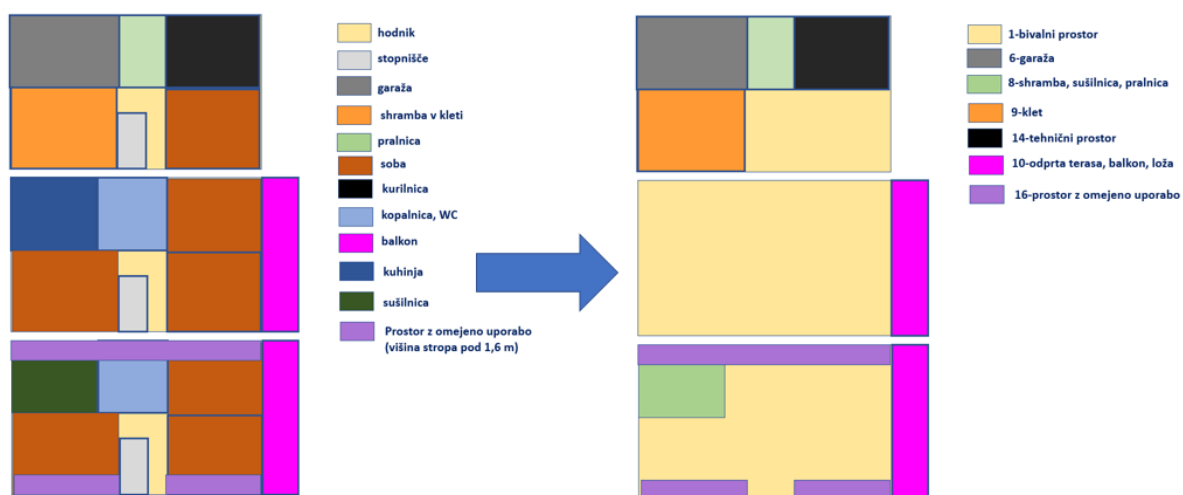 hodnik
stopnišče
garaža
shramba v kleti
pralnica
soba
kurilnica
kopalnica, WC
balkon
kuhinja
sušilnica
Prostor z omejeno uporabo
(višina stropa pod 1,6 m)
1-bivalni prostor
6-garaža
8-shramba, sušilnica, pralnica
9-klet
14-tehnični prostor
10-odprta terasa, balkon, loža
16-prostor z omejeno uporabo